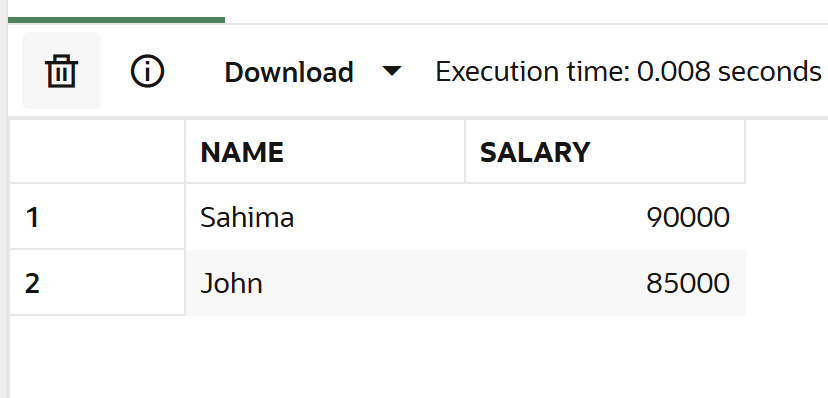 Download Execution time: 0.008 seconds
NAME SALARY
1 Sahima 90000
2 John 85000